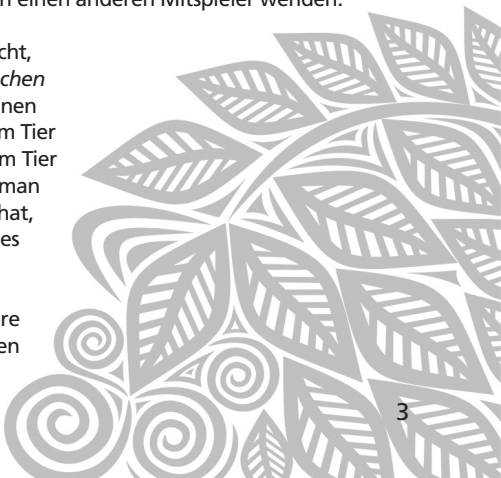 einen anderen Mitspieler wenden.
cht,
chen
nen
m Tier
m Tier
man
hat,
es
re
en
3